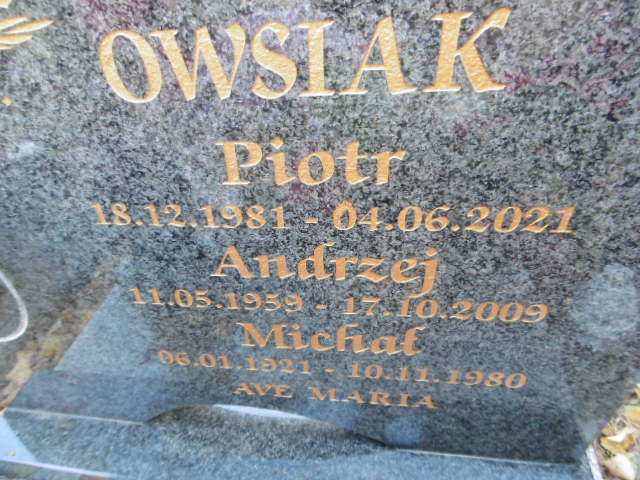 OWSIAK
Piotr
18.12.1981 - 04.06.2021
Andrzej
11.05.1959 - 17.10.2009
Michał
06.01.1921 - 10.11.1980
AVE MARIA